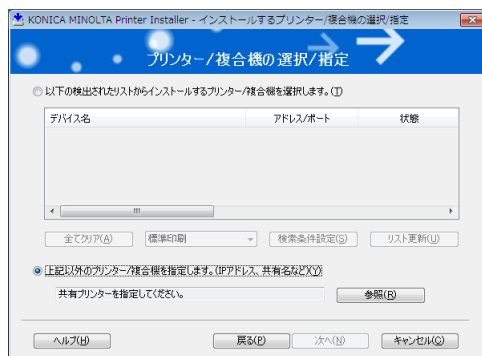 KONICA MINOLTA Printer Installer - インストールするプリンター/複合機の選択/指定
プリンター/複合機の選択/指定
以下の検出されたリストからインストールするプリンター/複合機を選択します。(T)
デバイス名 アドレス/ポート 状態
全てクリア(A) 標準印刷 検索条件設定(S) リスト更新(U)
上記以外のプリンター/複合機を指定します。(IPアドレス、共有名など)(Y)
共有プリンターを指定してください。 参照(R)
ヘルプ(H) 戻る(P) 次へ(N) キャンセル(C)